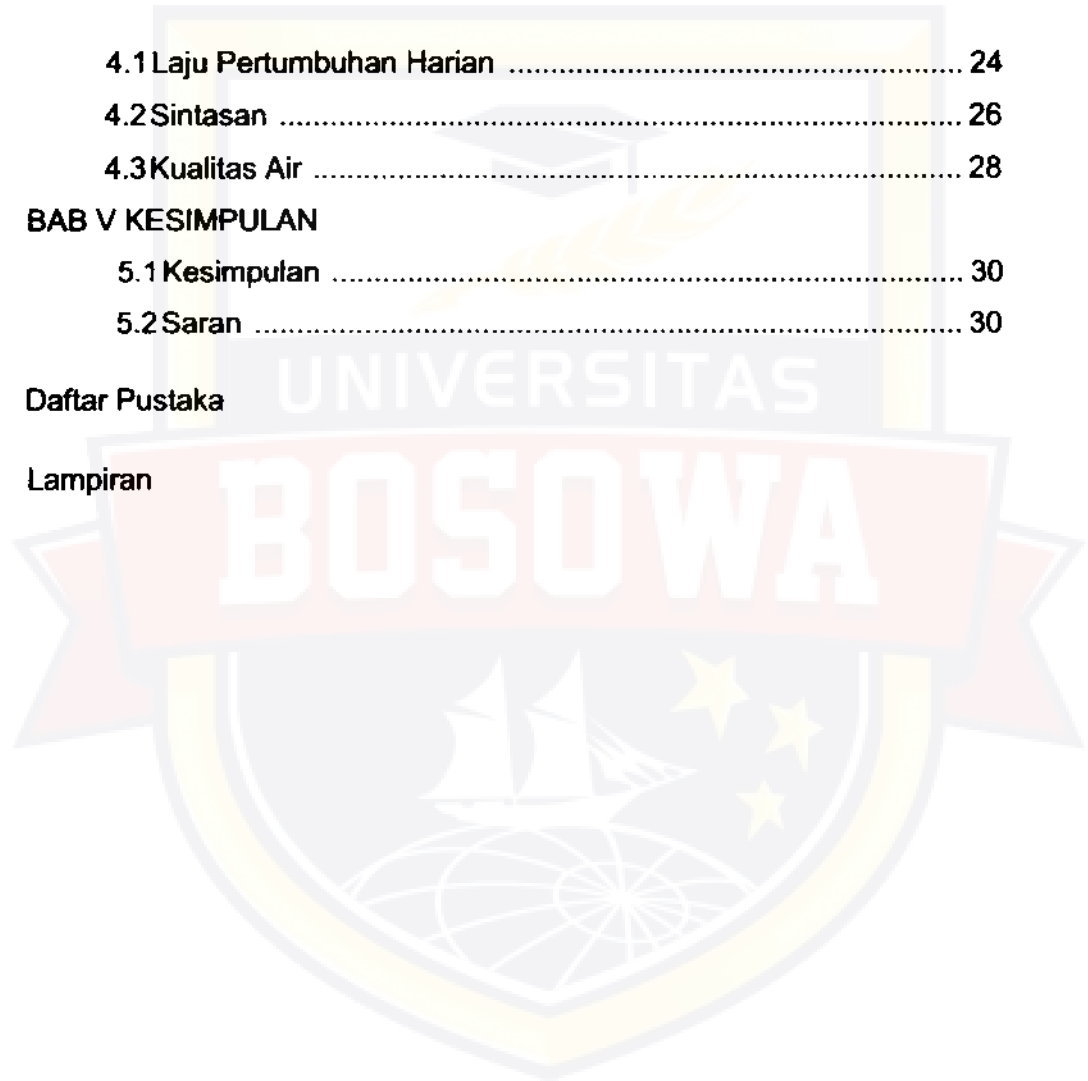 4.1 Laju Pertumbuhan Harian ........................................................ 24
4.2 Sintasan ........................................................................................ 26
4.3 Kualitas Air .................................................................................... 28
BAB V KESIMPULAN
5.1 Kesimpulan ................................................................................ 30
5.2 Saran .......................................................................................... 30
Daftar Pustaka
Lampiran
UNIVERSITAS
BOSOWA